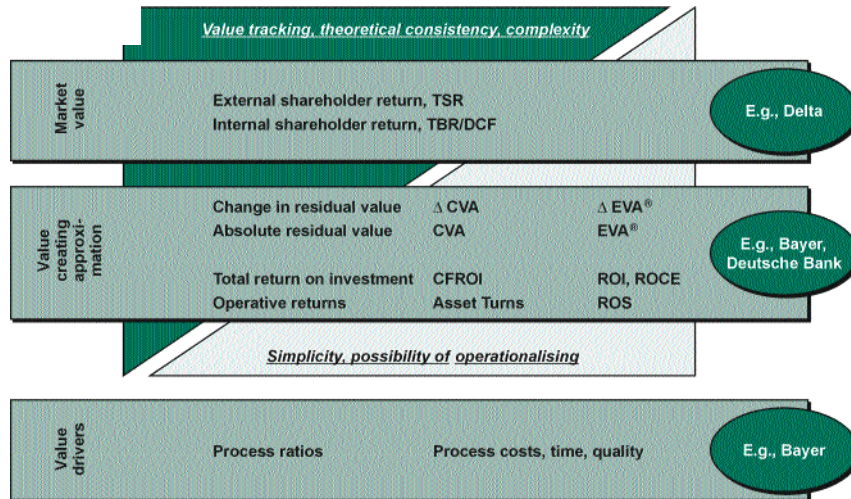 Value tracking, theoretical consistency, complexity
Market
value
External shareholder return, TSR
Internal shareholder return, TBR/DCF
E.g., Delta
Value
creating
approxi-
mation
Change in residual value Δ CVA Δ EVA®
Absolute residual value CVA EVA®
Total return on investment CFROI ROI, ROCE
Operative returns Asset Turns ROS
E.g., Bayer,
Deutsche Bank
Simplicity, possibility of operationalising
Value
drivers
Process ratios Process costs, time, quality
E.g., Bayer